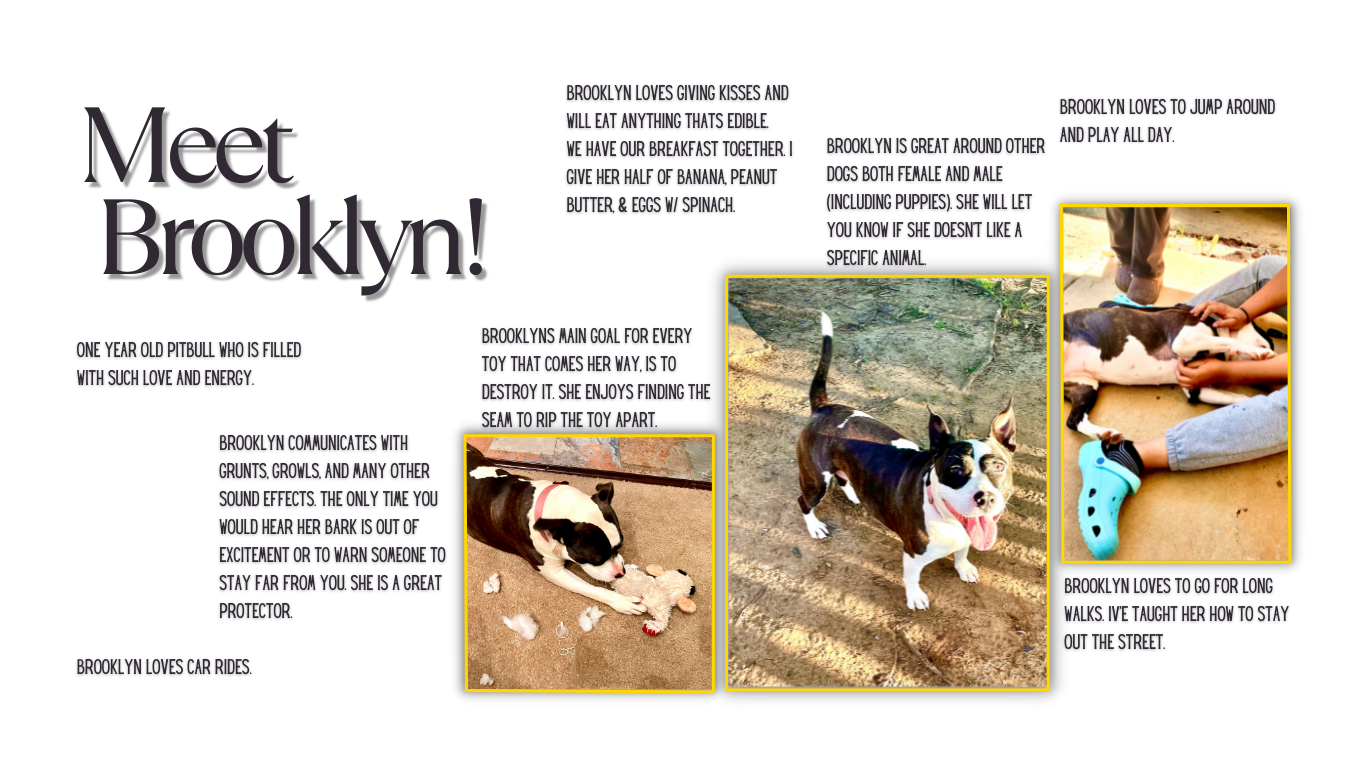 Meet
Brooklyn!
ONE YEAR OLD PITBULL WHO IS FILLED
WITH SUCH LOVE AND ENERGY.
BROOKLYN COMMUNICATES WITH
GRUNTS, GROWLS, AND MANY OTHER
SOUND EFFECTS. THE ONLY TIME YOU
WOULD HEAR HER BARK IS OUT OF
EXCITEMENT OR TO WARN SOMEONE TO
STAY FAR FROM YOU. SHE IS A GREAT
PROTECTOR.
BROOKLYN LOVES CAR RIDES.
BROOKLYN LOVES GIVING KISSES AND
WILL EAT ANYTHING THATS EDIBLE.
WE HAVE OUR BREAKFAST TOGETHER. I
GIVE HER HALF OF BANANA, PEANUT
BUTTER, & EGGS W/ SPINACH.
BROOKLYNS MAIN GOAL FOR EVERY
TOY THAT COMES HER WAY, IS TO
DESTROY IT. SHE ENJOYS FINDING THE
SEAM TO RIP THE TOY APART.
BROOKLYN IS GREAT AROUND OTHER
DOGS BOTH FEMALE AND MALE
(INCLUDING PUPPIES). SHE WILL LET
YOU KNOW IF SHE DOESN'T LIKE A
SPECIFIC ANIMAL.
BROOKLYN LOVES TO JUMP AROUND
AND PLAY ALL DAY.
BROOKLYN LOVES TO GO FOR LONG
WALKS. IV'E TAUGHT HER HOW TO STAY
OUT THE STREET.